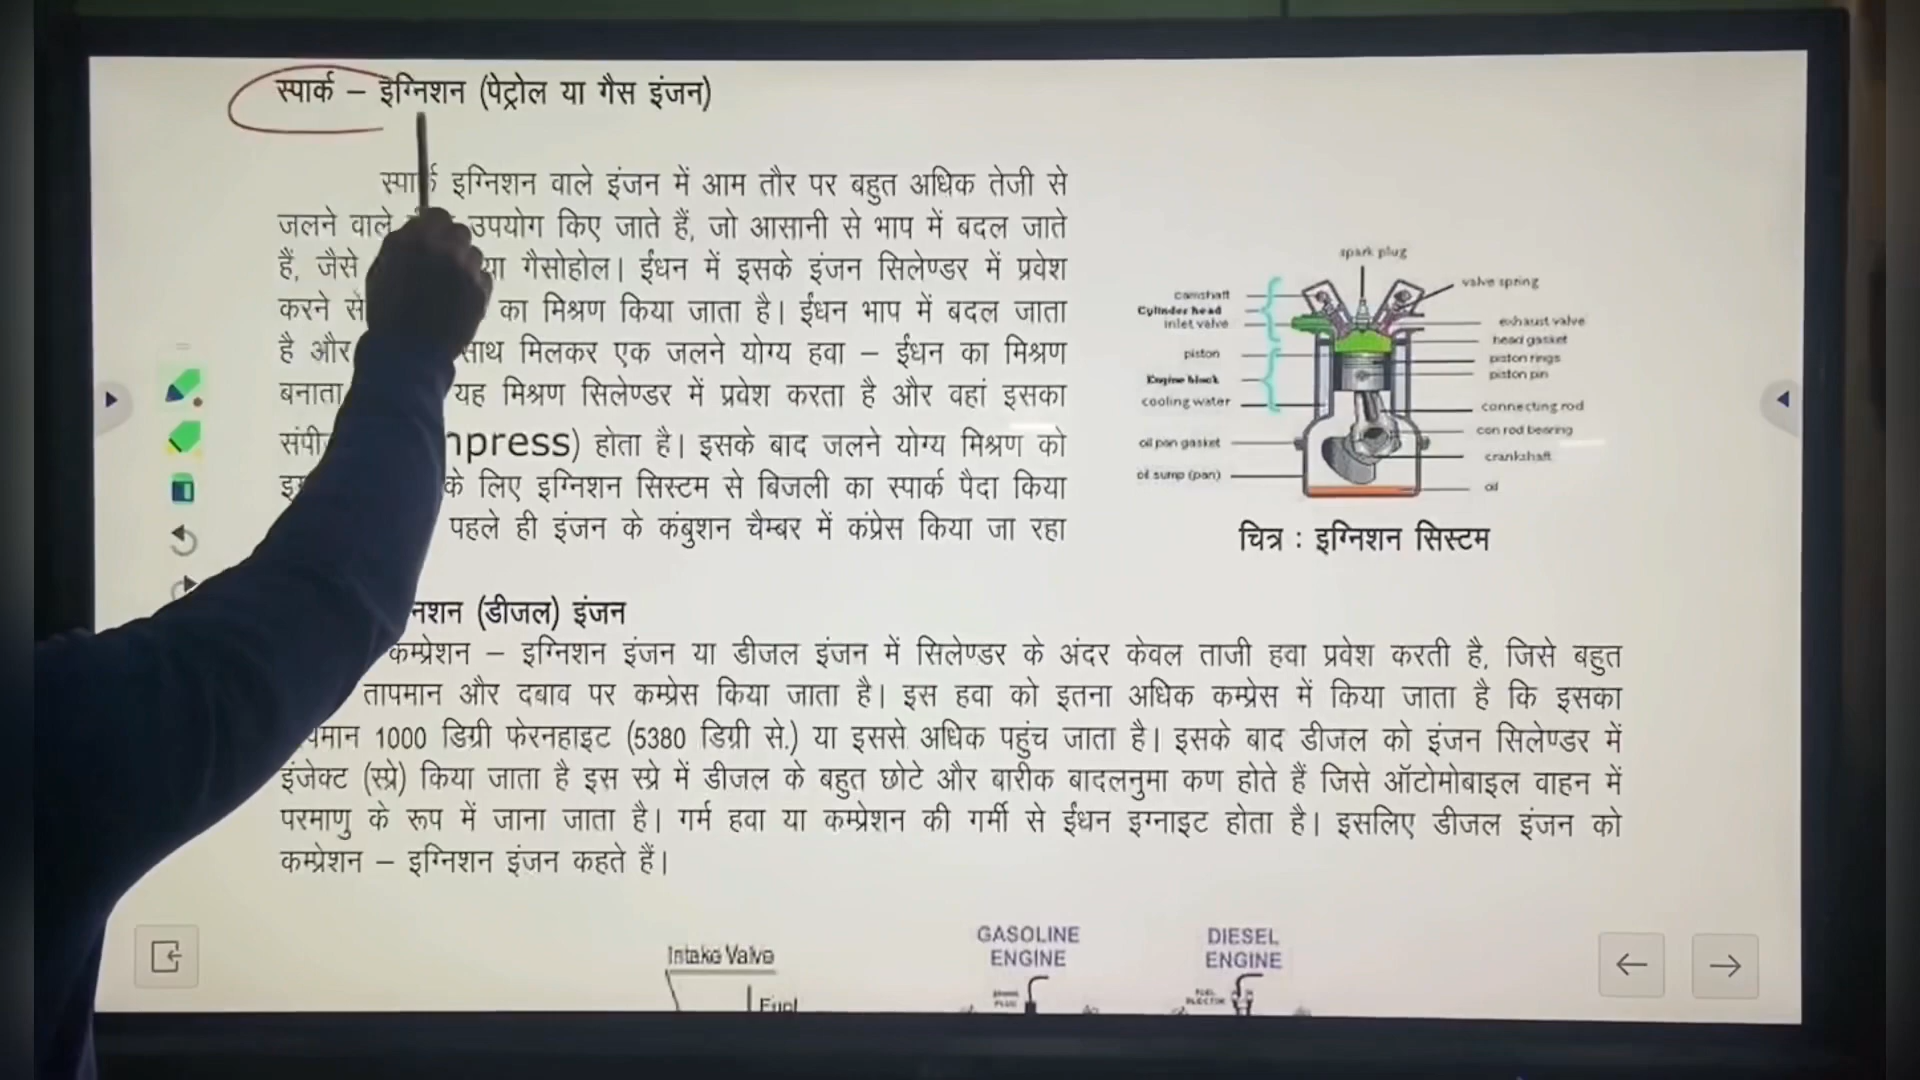 स्पार्क – इग्निशन (पेट्रोल या गैस इंजन)
स्पार्क इग्निशन वाले इंजन में आम तौर पर बहुत अधिक तेजी से
जलने वाले उपयोग किए जाते हैं, जो आसानी से भाप में बदल जाते
हैं, जैसे या गैसोहोल। ईंधन में इसके इंजन सिलेण्डर में प्रवेश
करने से का मिश्रण किया जाता है। ईंधन भाप में बदल जाता
है और साथ मिलकर एक जलने योग्य हवा – ईंधन का मिश्रण
बनाता यह मिश्रण सिलेण्डर में प्रवेश करता है और वहां इसका
होता है। इसके बाद जलने योग्य मिश्रण को
के लिए इग्निशन सिस्टम से बिजली का स्पार्क पैदा किया
पहले ही इंजन के कंबुशन चैम्बर में कंप्रेस किया जा रहा
spark plug
valve spring
camshaft
Cylinder head
inlet valve
exhaust valve
head gasket
piston
piston rings
piston pin
Engine block
cooling water
connecting rod
con rod bearing
oil pan gasket
crankshaft
oil sump (pan)
oil
चित्र : इग्निशन सिस्टम
(डीजल) इंजन
कम्प्रेशन – इग्निशन इंजन या डीजल इंजन में सिलेण्डर के अंदर केवल ताजी हवा प्रवेश करती है, जिसे बहुत
तापमान और दबाव पर कम्प्रेस किया जाता है। इस हवा को इतना अधिक कम्प्रेस में किया जाता है कि इसका
1000 डिग्री फेरनहाइट (5380 डिग्री से.) या इससे अधिक पहुंच जाता है। इसके बाद डीजल को इंजन सिलेण्डर में
इंजेक्ट (स्प्रे) किया जाता है इस स्प्रे में डीजल के बहुत छोटे और बारीक बादलनुमा कण होते हैं जिसे ऑटोमोबाइल वाहन में
परमाणु के रूप में जाना जाता है। गर्म हवा या कम्प्रेशन की गर्मी से ईंधन इग्नाइट होता है। इसलिए डीजल इंजन को
कम्प्रेशन – इग्निशन इंजन कहते हैं।
Intake Valve
Fuel
GASOLINE
ENGINE
DIESEL
ENGINE